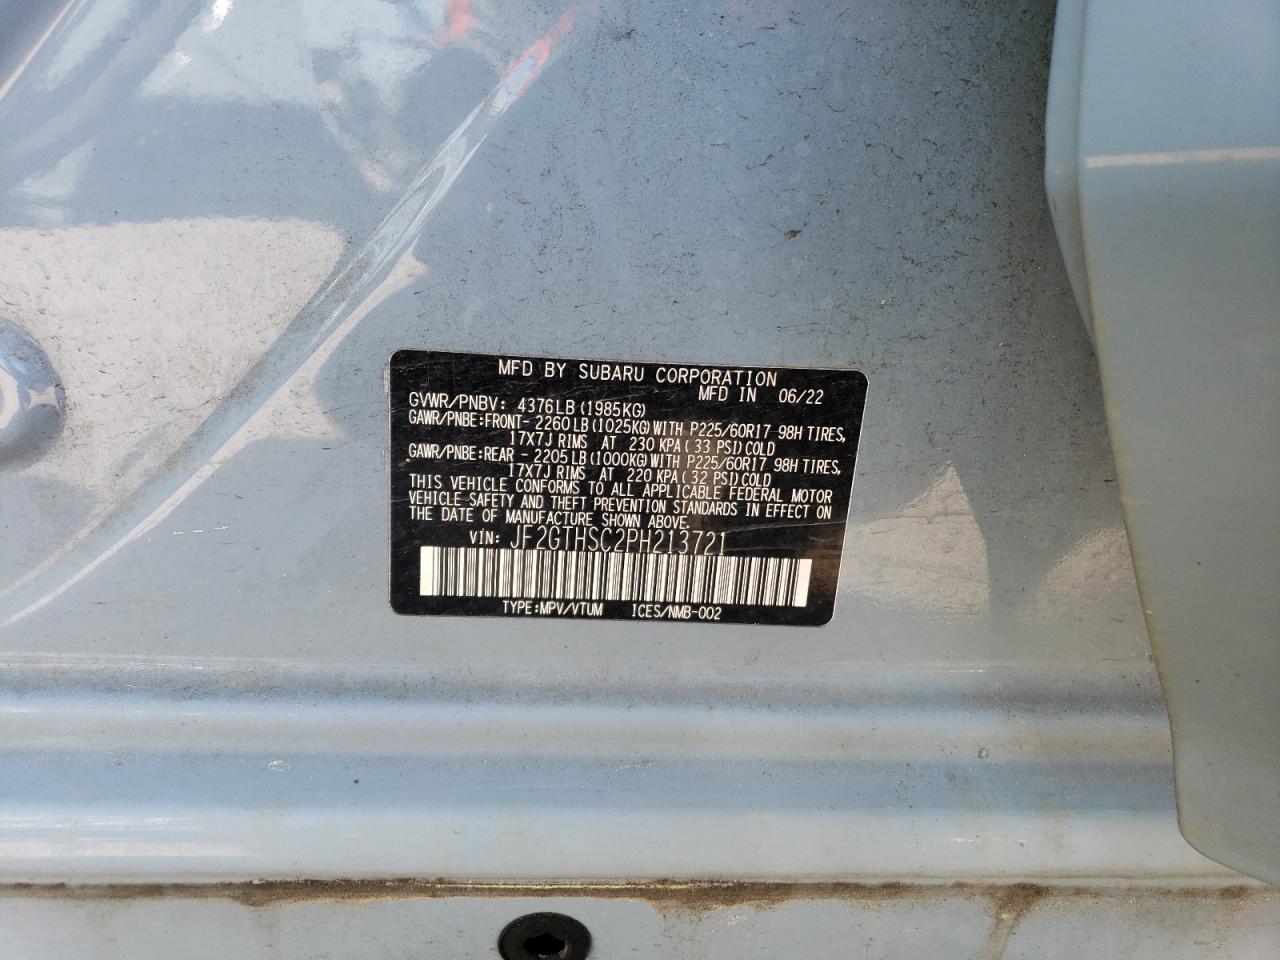 MFD BY SUBARU CORPORATION
MFD IN 06/22
GVWR/PNBV: 4376LB(1985KG)
GAWR/PNBE:FRONT- 2260LB(1025KG)WITH P225/60R17 98H TIRES,
17X7J RIMS AT 230 KPA(33 PSI)COLD
GAWR/PNBE:REAR - 2205LB(1000KG)WITH P225/60R17 98H TIRES,
17X7J RIMS AT 220 KPA(32 PSI)COLD
THIS VEHICLE CONFORMS TO ALL APPLICABLE FEDERAL MOTOR
VEHICLE SAFETY AND THEFT PREVENTION STANDARDS IN EFFECT ON
THE DATE OF MANUFACTURE SHOWN ABOVE.
VIN: JF2GTHSC2PH213721
TYPE:MPV/VTUM ICES/NMB-002